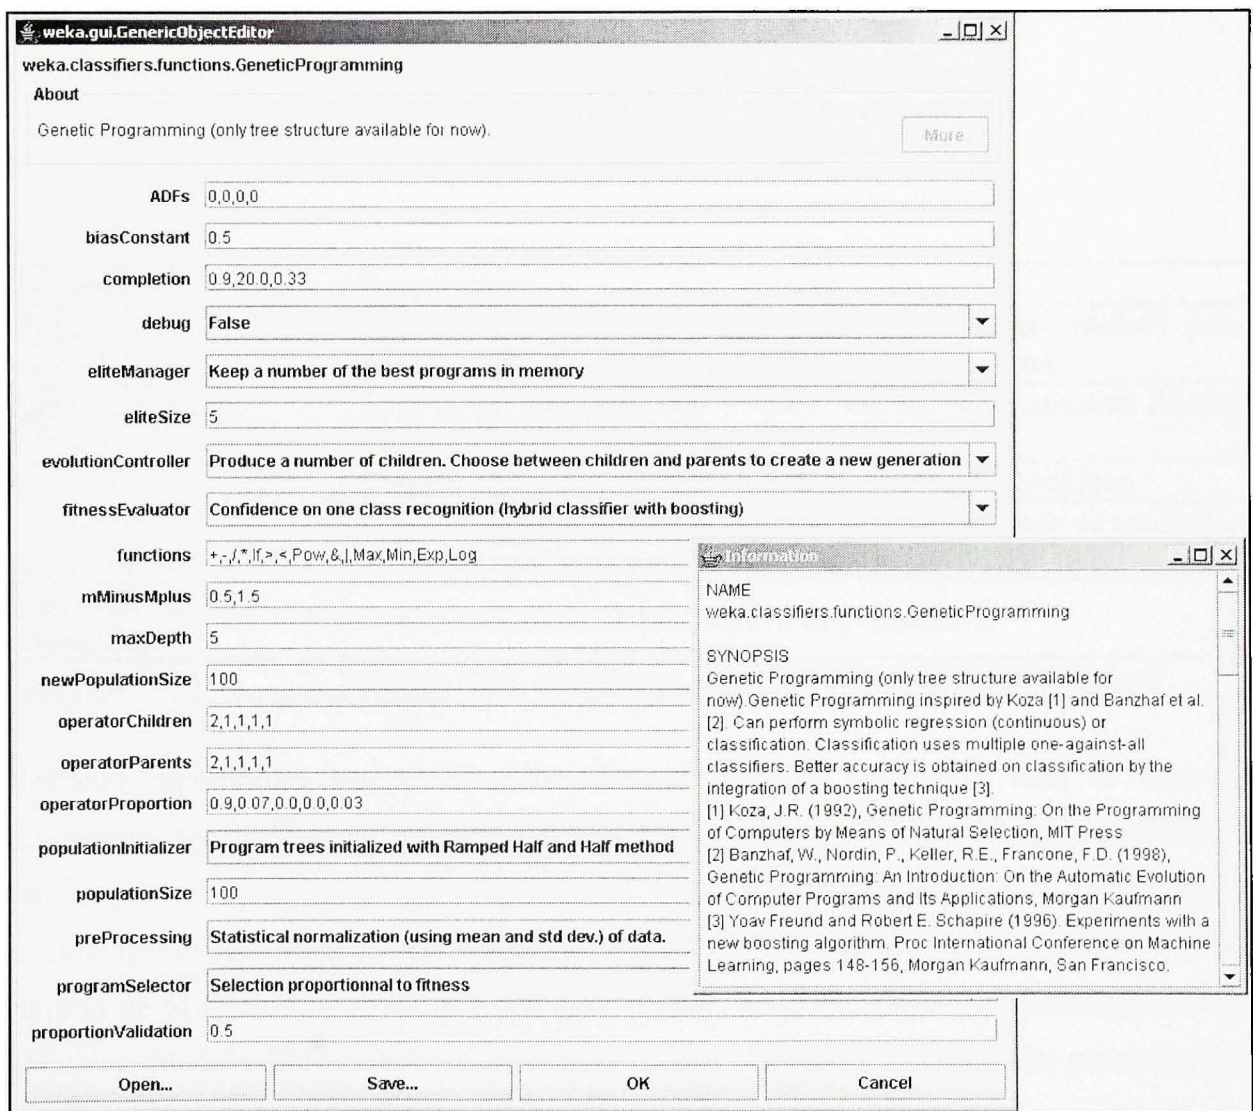 weka.gui.GenericObjectEditor
weka.classifiers.functions.GeneticProgramming
About
Genetic Programming (only tree structure available for now).
More
ADFs 0,0,0,0
biasConstant 0.5
completion 0.9,20.0,0.33
debug False
eliteManager Keep a number of the best programs in memory
eliteSize 5
evolutionController Produce a number of children. Choose between children and parents to create a new generation
fitnessEvaluator Confidence on one class recognition (hybrid classifier with boosting)
functions +,-,/,*,If,>,<,Pow,&,|,Max,Min,Exp,Log
mMinusMplus 0.5,1.5
maxDepth 5
newPopulationSize 100
operatorChildren 2,1,1,1,1
operatorParents 2,1,1,1,1
operatorProportion 0.9,0.07,0.0,0.0,0.03
populationInitializer Program trees initialized with Ramped Half and Half method
populationSize 100
preProcessing Statistical normalization (using mean and std dev.) of data.
programSelector Selection proportionnal to fitness
proportionValidation 0.5
Open... Save... OK Cancel
Information
NAME
weka.classifiers.functions.GeneticProgramming
SYNOPSIS
Genetic Programming (only tree structure available for
now).Genetic Programming inspired by Koza [1] and Banzhaf et al.
[2]. Can perform symbolic regression (continuous) or
classification. Classification uses multiple one-against-all
classifiers. Better accuracy is obtained on classification by the
integration of a boosting technique [3].
[1] Koza, J.R. (1992), Genetic Programming: On the Programming
of Computers by Means of Natural Selection, MIT Press
[2] Banzhaf, W., Nordin, P., Keller, R.E., Francone, F.D. (1998),
Genetic Programming: An Introduction: On the Automatic Evolution
of Computer Programs and Its Applications, Morgan Kaufmann
[3] Yoav Freund and Robert E. Schapire (1996). Experiments with a
new boosting algorithm. Proc International Conference on Machine
Learning, pages 148-156, Morgan Kaufmann, San Francisco.